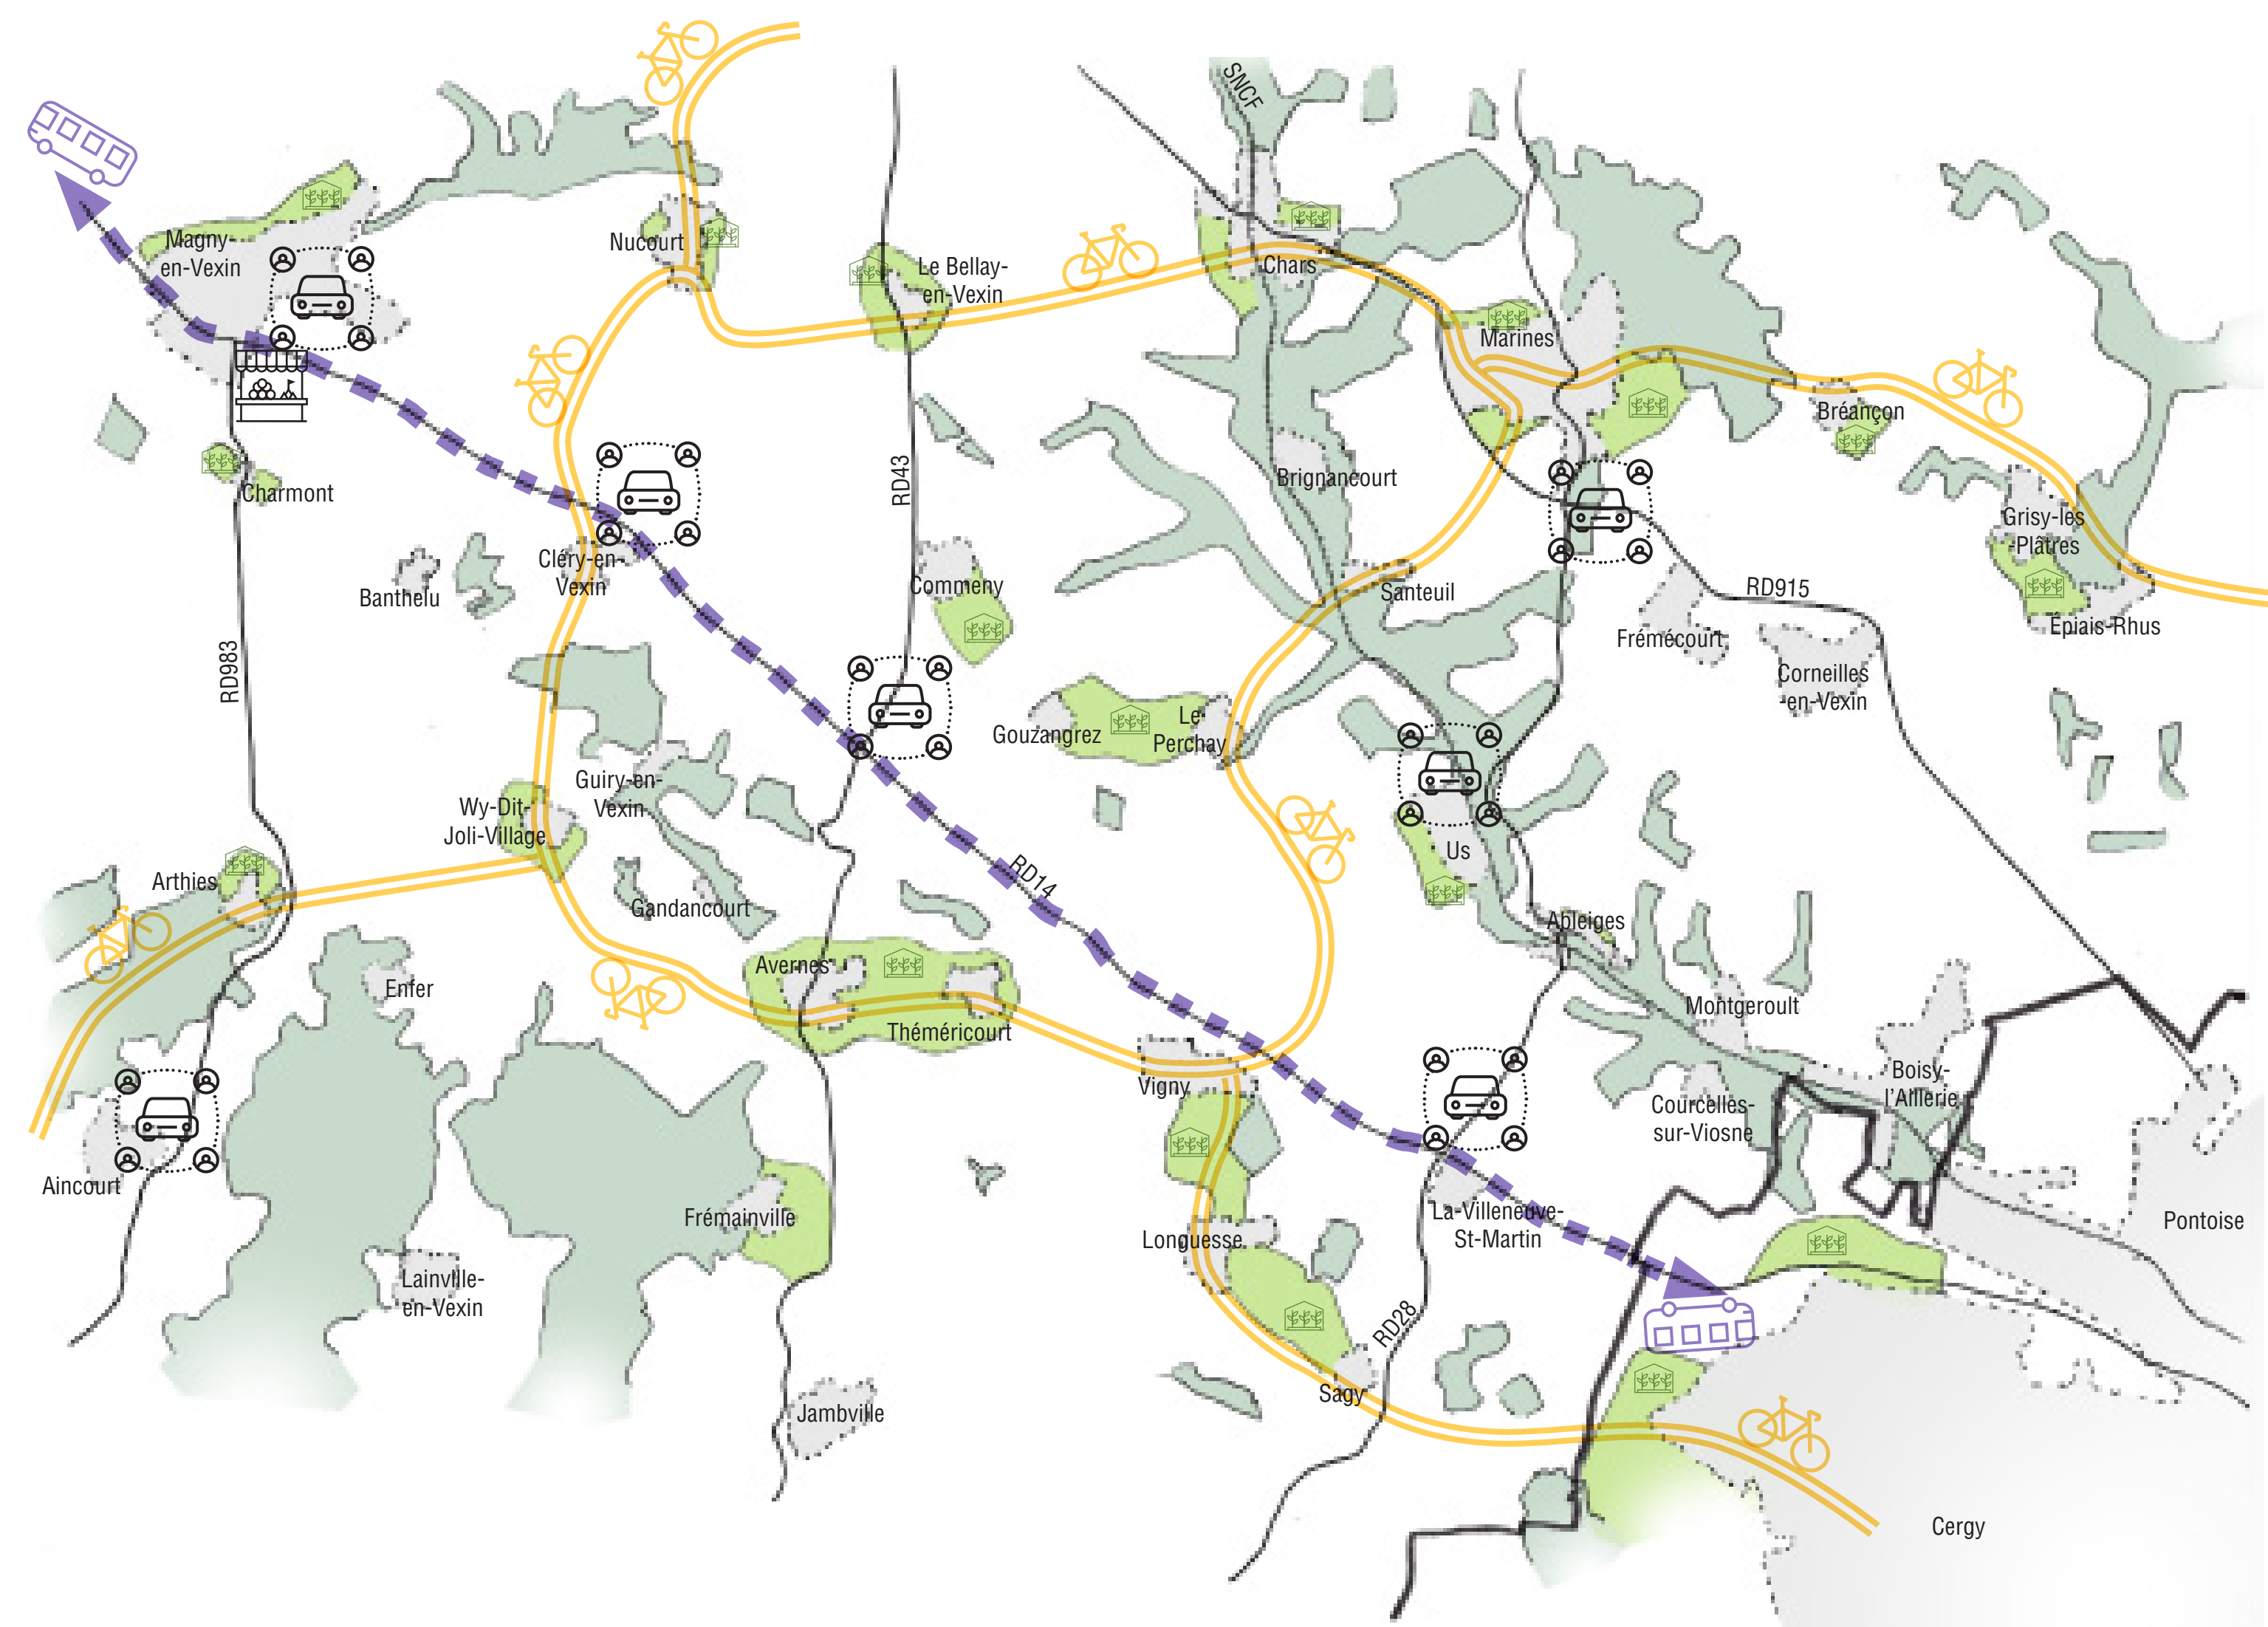 SNCF
Magny-
en-Vexin
Nucourt
Le Bellay-
en-Vexin
Chars
Marines
Bréançon
Charmont
RD43
Brignancourt
Grisy-les
-Plâtres
Cléry-en-
Vexin
Banthelu
Commeny
Santeuil
RD915
Frémécourt
Épiais-Rhus
RD983
Corneilles
-en-Vexin
Gouzangrez
Le-
Perchay
Guiry-en-
Vexin
Wy-Dit-
Joli-Village
Us
RD14
Arthies
Gandancourt
Ableiges
Avernes
Enfer
Montgeroult
Théméricourt
Vigny
Boisy-
l'Allerie
Courcelles-
sur-Viosne
Aincourt
Frémainville
La-Villeneuve-
St-Martin
Pontoise
Longuesse
Lainville-
en-Vexin
RD28
Sagy
Jambville
Cergy